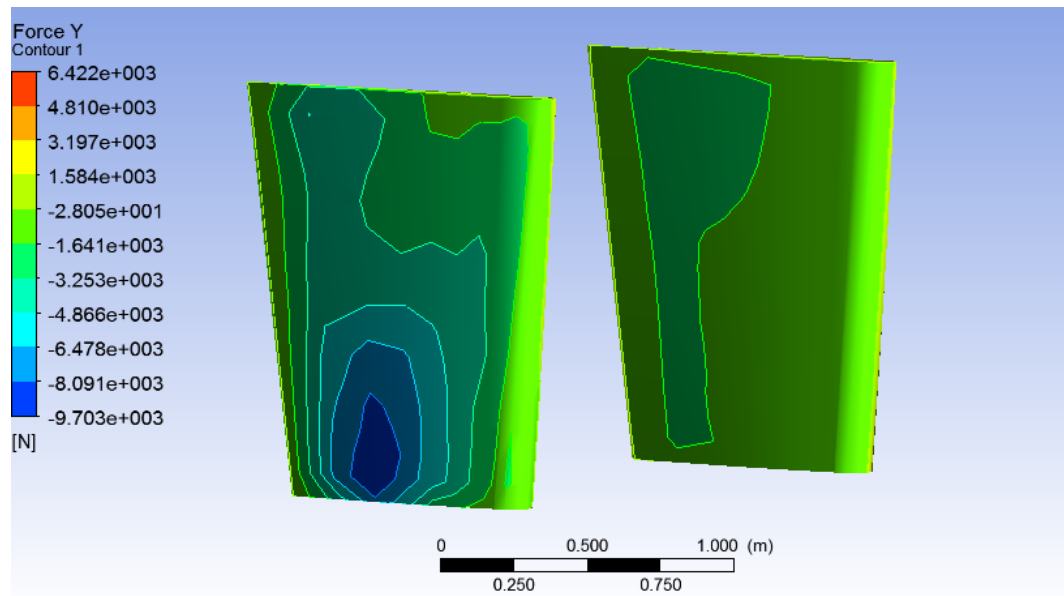 Force Y
Contour 1
6.422e+003
4.810e+003
3.197e+003
1.584e+003
-2.805e+001
-1.641e+003
-3.253e+003
-4.866e+003
-6.478e+003
-8.091e+003
-9.703e+003
[N]
0 0.500 1.000 (m)
0.250 0.750